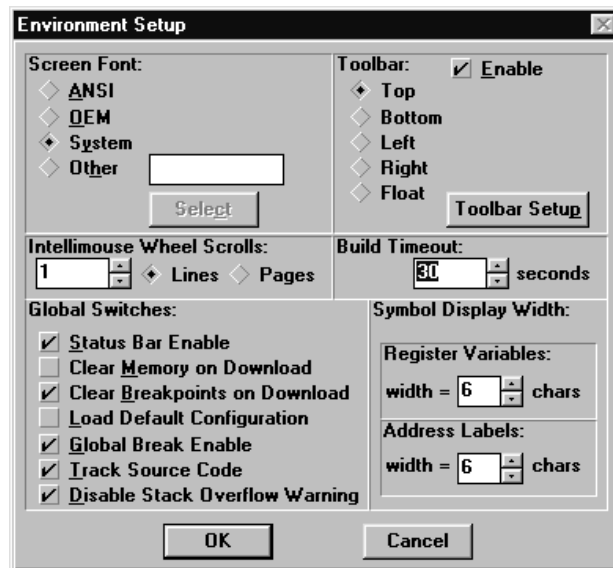 Environment Setup
Screen Font:
ANSI
OEM
System
Other
Select
Toolbar:
Enable
Top
Bottom
Left
Right
Float
Toolbar Setup
Intellimouse Wheel Scrolls:
1 Lines Pages
Build Timeout:
30 seconds
Global Switches:
Status Bar Enable
Clear Memory on Download
Clear Breakpoints on Download
Load Default Configuration
Global Break Enable
Track Source Code
Disable Stack Overflow Warning
Symbol Display Width:
Register Variables:
width = 6 chars
Address Labels:
width = 6 chars
OK Cancel